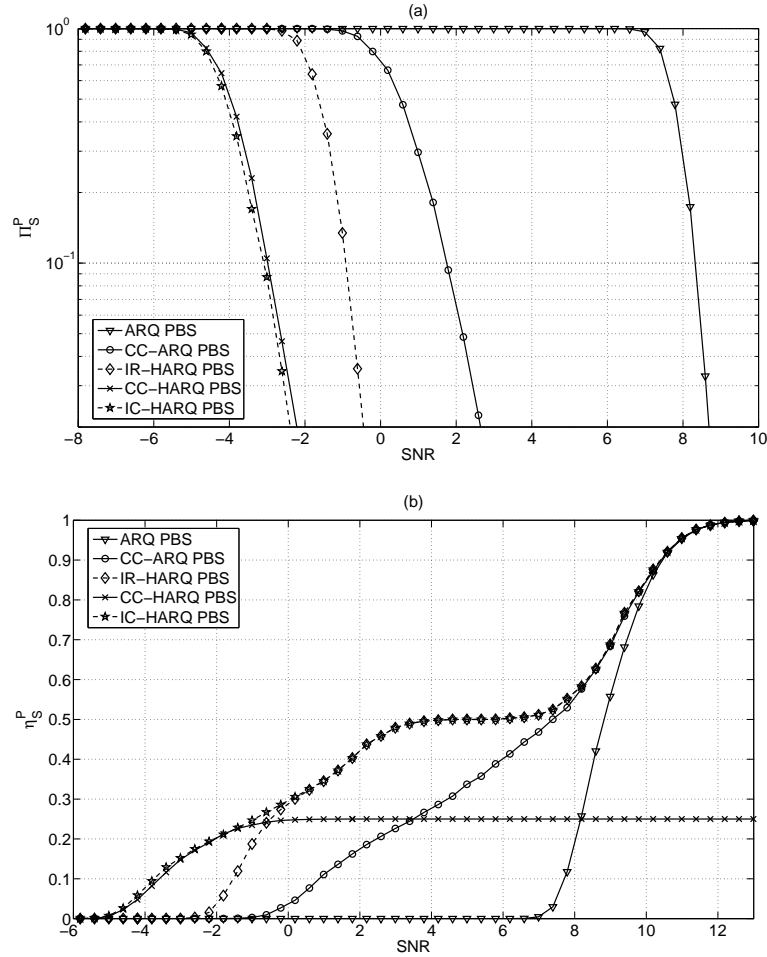 (a)
10^0
10^−1
Π_S^P
ARQ PBS
CC−ARQ PBS
IR−HARQ PBS
CC−HARQ PBS
IC−HARQ PBS
−8 −6 −4 −2 0 2 4 6 8 10
SNR
(b)
1
0.9
0.8
0.7
0.6
0.5
0.4
0.3
0.2
0.1
0
η_S^P
ARQ PBS
CC−ARQ PBS
IR−HARQ PBS
CC−HARQ PBS
IC−HARQ PBS
−6 −4 −2 0 2 4 6 8 10 12
SNR